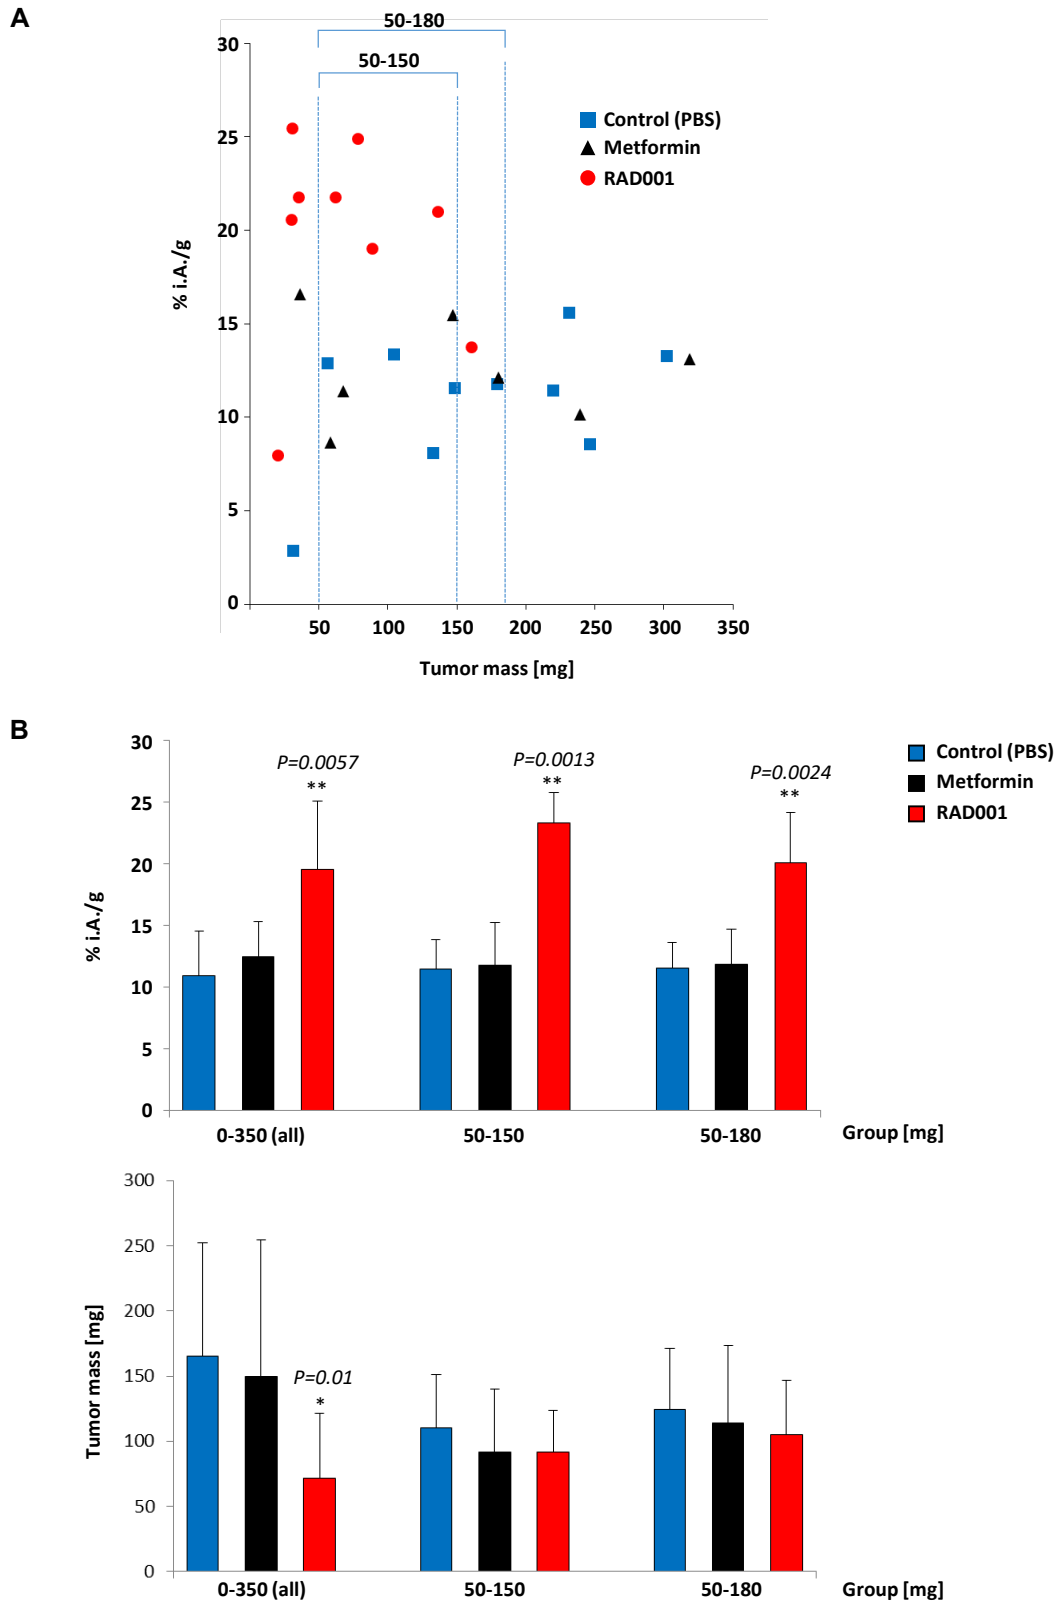 A
50-180
50-150
30
25
20
15
10
5
0
% i.A./g
Control (PBS)
Metformin
RAD001
50 100 150 200 250 300 350
Tumor mass [mg]
B
30
25
20
15
10
5
0
% i.A./g
P=0.0057
**
P=0.0013
**
P=0.0024
**
Control (PBS)
Metformin
RAD001
0-350 (all) 50-150 50-180 Group [mg]
300
250
200
150
100
50
0
Tumor mass [mg]
P=0.01
*
0-350 (all) 50-150 50-180 Group [mg]